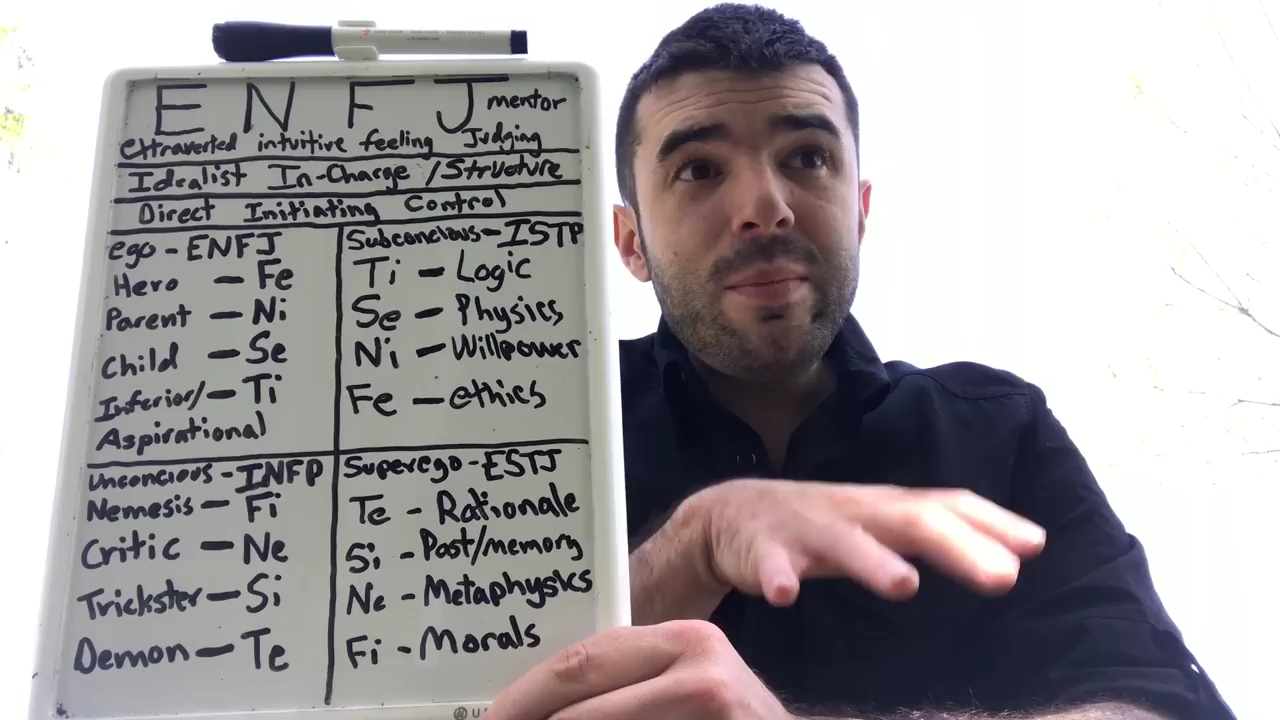 E N F J mentor
extraverted intuitive feeling Judging
Idealist In-Charge /Structure
Direct Initiating Control
ego - ENFJ
Hero - Fe
Parent - Ni
Child - Se
Inferior/- Ti
Aspirational
Subconcious - ISTP
Ti - Logic
Se - Physics
Ni - Willpower
Fe - ethics
Unconcious - INFP
Nemesis - Fi
Critic - Ne
Trickster - Si
Demon - Te
Superego - ESTJ
Te - Rationale
Si - Past/memory
Ne - Metaphysics
Fi - Morals